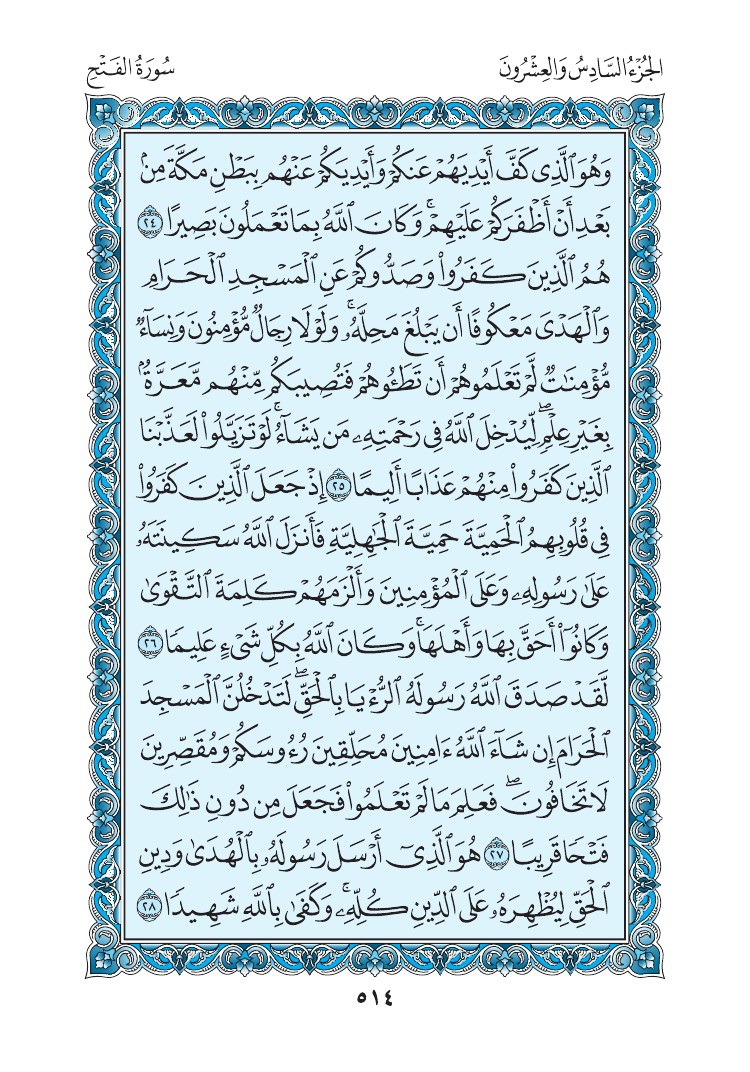 الجُزْءُ السَّادِسُ وَالعِشْرُونَ
سُورَةُ الفَتْحِ
وَهُوَ ٱلَّذِى كَفَّ أَيْدِيَهُمْ عَنكُمْ وَأَيْدِيَكُمْ عَنْهُم بِبَطْنِ مَكَّةَ مِنۢ
بَعْدِ أَنْ أَظْفَرَكُمْ عَلَيْهِمْ ۚ وَكَانَ ٱللَّهُ بِمَا تَعْمَلُونَ بَصِيرًا ٢٤
هُمُ ٱلَّذِينَ كَفَرُوا۟ وَصَدُّوكُمْ عَنِ ٱلْمَسْجِدِ ٱلْحَرَامِ
وَٱلْهَدْىَ مَعْكُوفًا أَن يَبْلُغَ مَحِلَّهُۥ ۚ وَلَوْلَا رِجَالٌ مُّؤْمِنُونَ وَنِسَآءٌ
مُّؤْمِنَٰتٌ لَّمْ تَعْلَمُوهُمْ أَن تَطَـُٔوهُمْ فَتُصِيبَكُم مِّنْهُم مَّعَرَّةٌۢ
بِغَيْرِ عِلْمٍ ۖ لِّيُدْخِلَ ٱللَّهُ فِى رَحْمَتِهِۦ مَن يَشَآءُ ۚ لَوْ تَزَيَّلُوا۟ لَعَذَّبْنَا
ٱلَّذِينَ كَفَرُوا۟ مِنْهُمْ عَذَابًا أَلِيمًا ٢٥ إِذْ جَعَلَ ٱلَّذِينَ كَفَرُوا۟
فِى قُلُوبِهِمُ ٱلْحَمِيَّةَ حَمِيَّةَ ٱلْجَٰهِلِيَّةِ فَأَنزَلَ ٱللَّهُ سَكِينَتَهُۥ
عَلَىٰ رَسُولِهِۦ وَعَلَى ٱلْمُؤْمِنِينَ وَأَلْزَمَهُمْ كَلِمَةَ ٱلتَّقْوَىٰ
وَكَانُوٓا۟ أَحَقَّ بِهَا وَأَهْلَهَا ۚ وَكَانَ ٱللَّهُ بِكُلِّ شَىْءٍ عَلِيمًا ٢٦
لَّقَدْ صَدَقَ ٱللَّهُ رَسُولَهُ ٱلرُّءْيَا بِٱلْحَقِّ ۖ لَتَدْخُلُنَّ ٱلْمَسْجِدَ
ٱلْحَرَامَ إِن شَآءَ ٱللَّهُ ءَامِنِينَ مُحَلِّقِينَ رُءُوسَكُمْ وَمُقَصِّرِينَ
لَا تَخَافُونَ ۖ فَعَلِمَ مَا لَمْ تَعْلَمُوا۟ فَجَعَلَ مِن دُونِ ذَٰلِكَ
فَتْحًا قَرِيبًا ٢٧ هُوَ ٱلَّذِىٓ أَرْسَلَ رَسُولَهُۥ بِٱلْهُدَىٰ وَدِينِ
ٱلْحَقِّ لِيُظْهِرَهُۥ عَلَى ٱلدِّينِ كُلِّهِۦ ۚ وَكَفَىٰ بِٱللَّهِ شَهِيدًا ٢٨
٥١٤